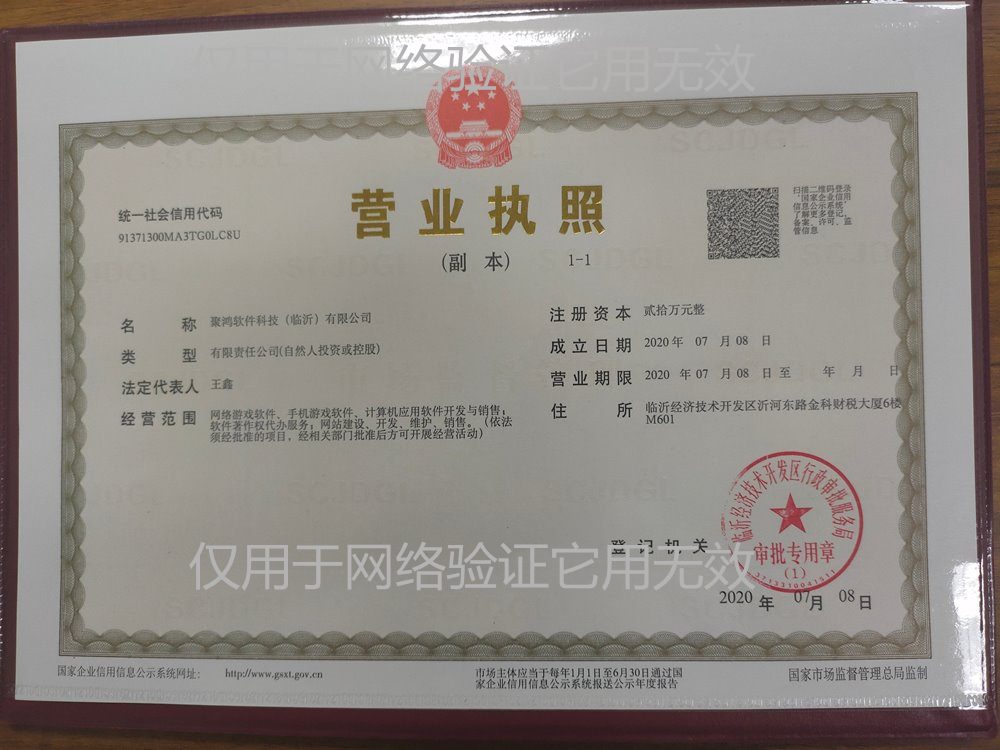 仅用于网络验证它用无效
统一社会信用代码
91371300MA3TG0LC8U
营业执照
(副 本) 1-1
扫描二维码登录
"国家企业信用
信息公示系统"
了解更多登记、
备案、许可、监
管信息
名 称 聚鸿软件科技（临沂）有限公司
类 型 有限责任公司(自然人投资或控股)
法定代表人 王鑫
经营范围 网络游戏软件、手机游戏软件、计算机应用软件开发与销售；
软件著作权代办服务；网站建设、开发、维护、销售。（依法
须经批准的项目，经相关部门批准后方可开展经营活动）
注册资本 贰拾万元整
成立日期 2020 年 07 月 08 日
营业期限 2020 年 07 月 08 日 至 年 月 日
住 所 临沂经济技术开发区沂河东路金科财税大厦6楼
M601
登记机关
临沂经济技术开发区行政审批服务局
审批专用章
(1)
3713310041511
仅用于网络验证它用无效
2020 年 07 月 08 日
国家企业信用信息公示系统网址： http://www.gsxt.gov.cn
市场主体应当于每年1月1日至6月30日通过国
家企业信用信息公示系统报送公示年度报告
国家市场监督管理总局监制